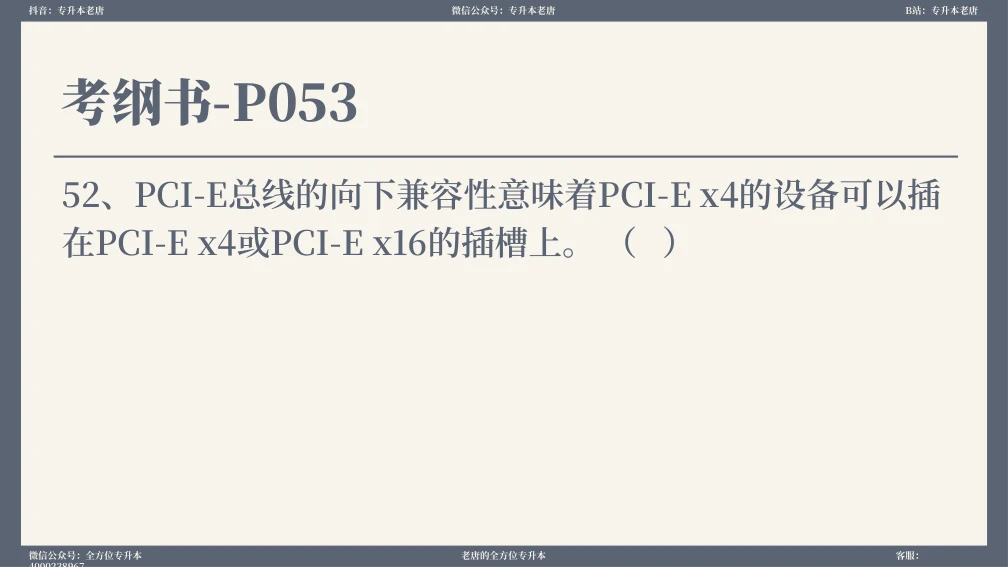 抖音：专升本老唐
微信公众号：专升本老唐
B站：专升本老唐
考纲书-P053
52、PCI-E总线的向下兼容性意味着PCI-E x4的设备可以插
在PCI-E x4或PCI-E x16的插槽上。 （ ）
微信公众号：全方位专升本
老唐的全方位专升本
客服：
4000238967